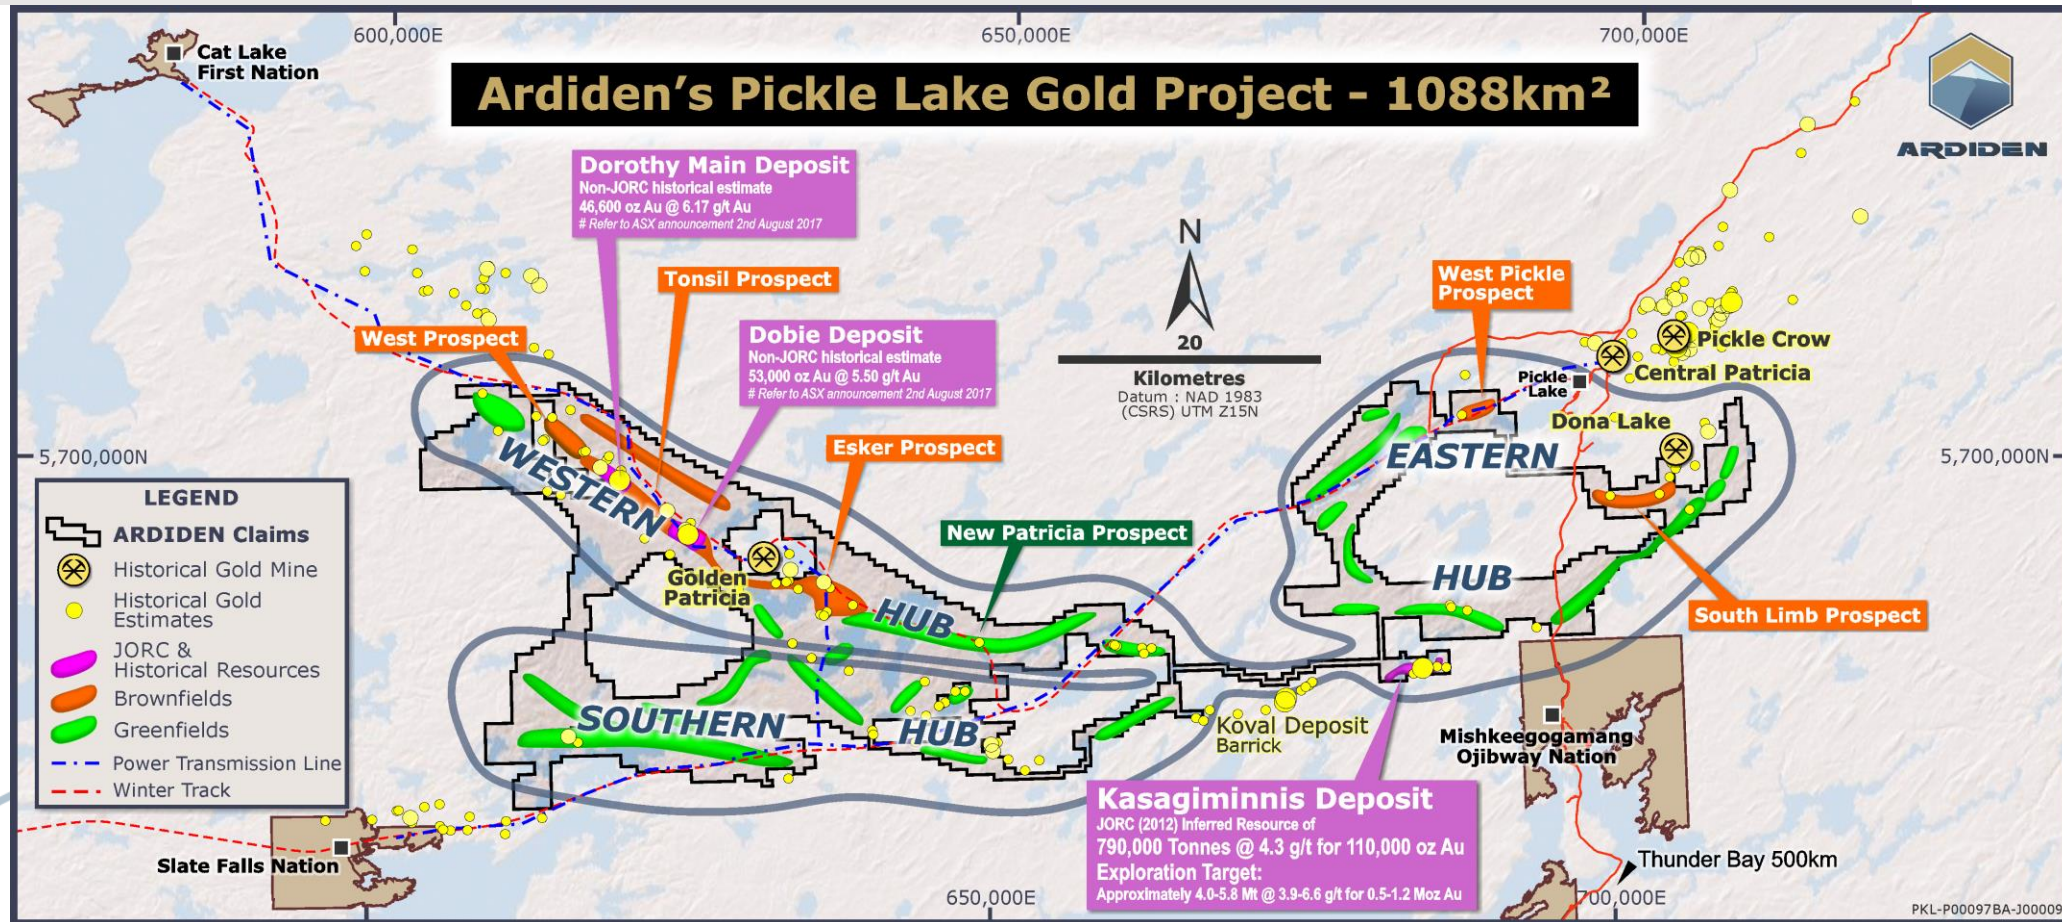 600,000E
650,000E
700,000E
Cat Lake
First Nation
Ardiden's Pickle Lake Gold Project - 1088km²
ARDIDEN
Dorothy Main Deposit
Non-JORC historical estimate
46,600 oz Au @ 6.17 g/t Au
# Refer to ASX announcement 2nd August 2017
Tonsil Prospect
West Prospect
Dobie Deposit
Non-JORC historical estimate
53,000 oz Au @ 5.50 g/t Au
# Refer to ASX announcement 2nd August 2017
N
20
Kilometres
Datum : NAD 1983
(CSRS) UTM Z15N
West Pickle
Prospect
Pickle Crow
Central Patricia
Pickle
Lake
Dona Lake
5,700,000N
5,700,000N
Esker Prospect
WESTERN
EASTERN
New Patricia Prospect
Golden
Patricia
HUB
HUB
South Limb Prospect
LEGEND
ARDIDEN Claims
Historical Gold Mine
Historical Gold
Estimates
JORC &
Historical Resources
Brownfields
Greenfields
Power Transmission Line
Winter Track
SOUTHERN
HUB
Koval Deposit
Barrick
Mishkeegogamang
Ojibway Nation
Kasagiminnis Deposit
JORC (2012) Inferred Resource of
790,000 Tonnes @ 4.3 g/t for 110,000 oz Au
Exploration Target:
Approximately 4.0-5.8 Mt @ 3.9-6.6 g/t for 0.5-1.2 Moz Au
Slate Falls Nation
Thunder Bay 500km
650,000E
00,000E
PKL-P00097BA-J00009